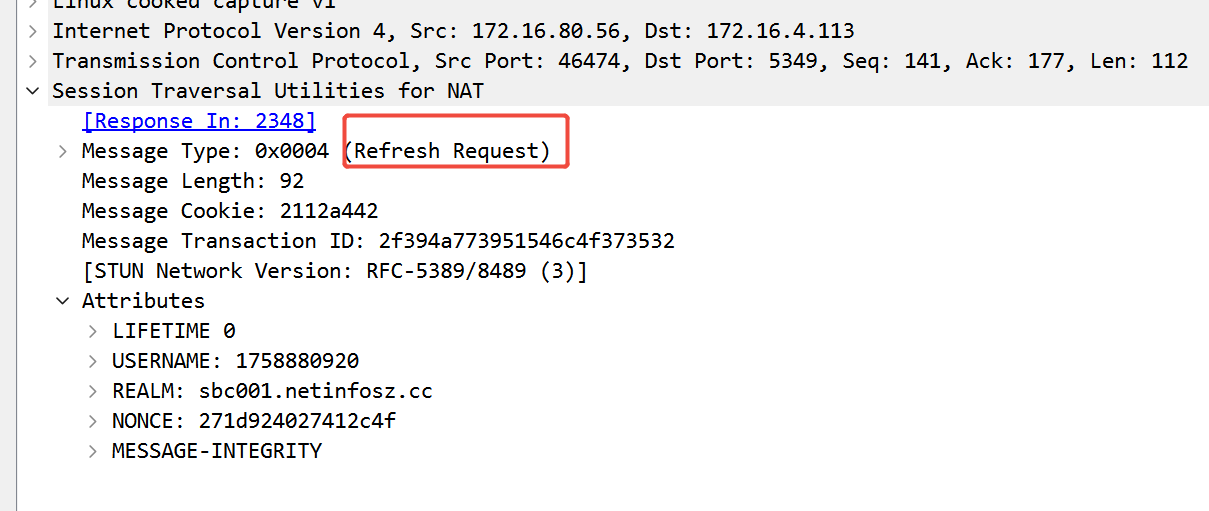 Linux cooked capture v1
Internet Protocol Version 4, Src: 172.16.80.56, Dst: 172.16.4.113
Transmission Control Protocol, Src Port: 46474, Dst Port: 5349, Seq: 141, Ack: 177, Len: 112
Session Traversal Utilities for NAT
[Response In: 2348]
Message Type: 0x0004 (Refresh Request)
Message Length: 92
Message Cookie: 2112a442
Message Transaction ID: 2f394a773951546c4f373532
[STUN Network Version: RFC-5389/8489 (3)]
Attributes
LIFETIME 0
USERNAME: 1758880920
REALM: sbc001.netinfosz.cc
NONCE: 271d924027412c4f
MESSAGE-INTEGRITY